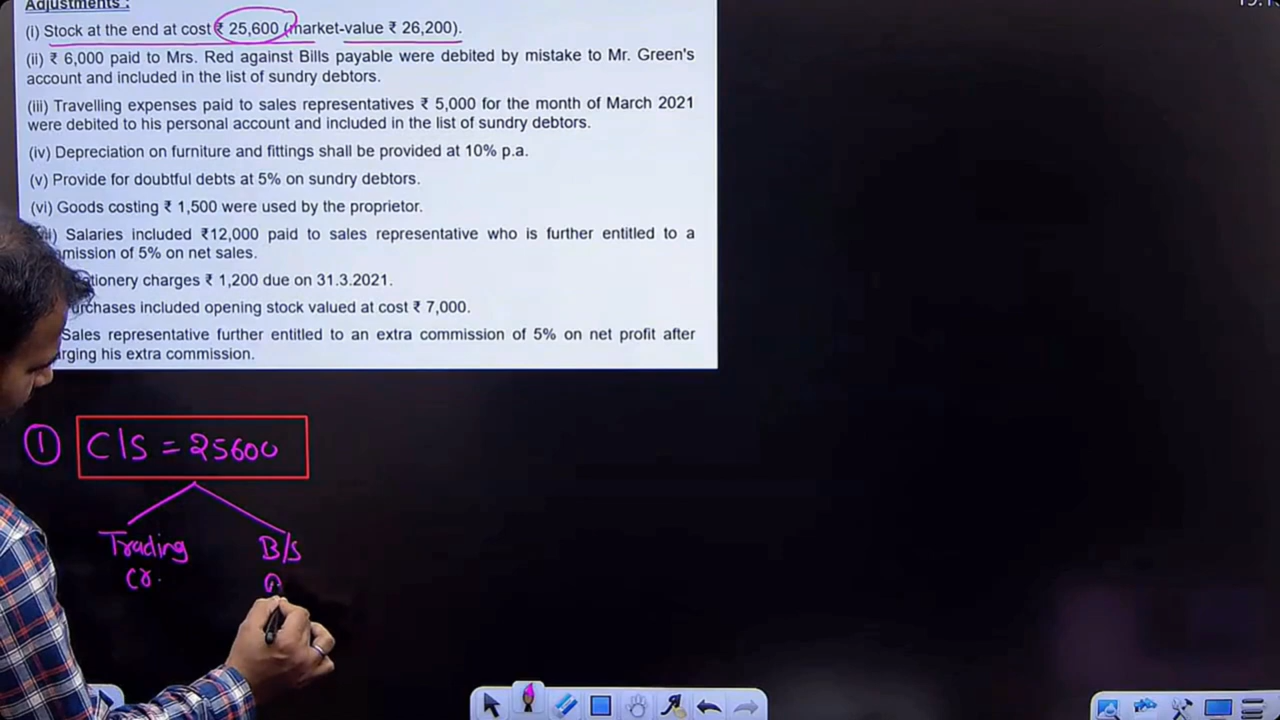 Adjustments :
(i) Stock at the end at cost ₹ 25,600 (market-value ₹ 26,200).
(ii) ₹ 6,000 paid to Mrs. Red against Bills payable were debited by mistake to Mr. Green's
account and included in the list of sundry debtors.
(iii) Travelling expenses paid to sales representatives ₹ 5,000 for the month of March 2021
were debited to his personal account and included in the list of sundry debtors.
(iv) Depreciation on furniture and fittings shall be provided at 10% p.a.
(v) Provide for doubtful debts at 5% on sundry debtors.
(vi) Goods costing ₹ 1,500 were used by the proprietor.
Salaries included ₹12,000 paid to sales representative who is further entitled to a
mission of 5% on net sales.
tionery charges ₹ 1,200 due on 31.3.2021.
urchases included opening stock valued at cost ₹ 7,000.
Sales representative further entitled to an extra commission of 5% on net profit after
rging his extra commission.
① C/S = 25600
Trading B/S
Cr.